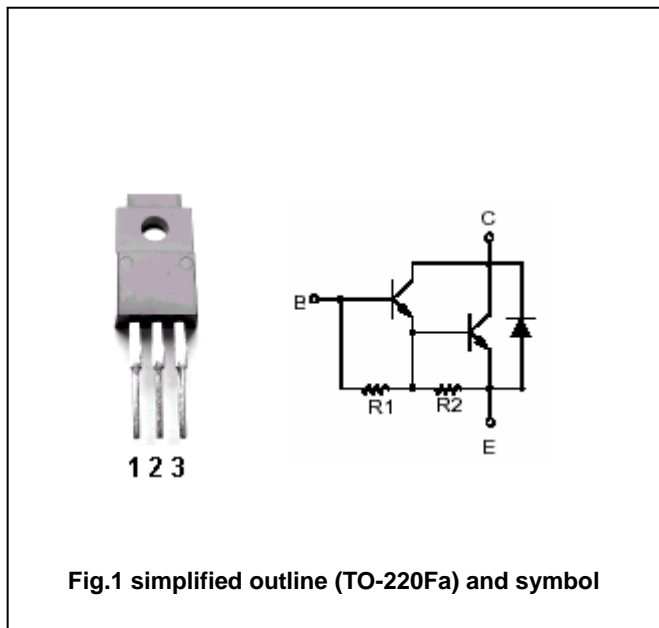 C
B
R1 R2
E
1 2 3
Fig.1 simplified outline (TO-220Fa) and symbol